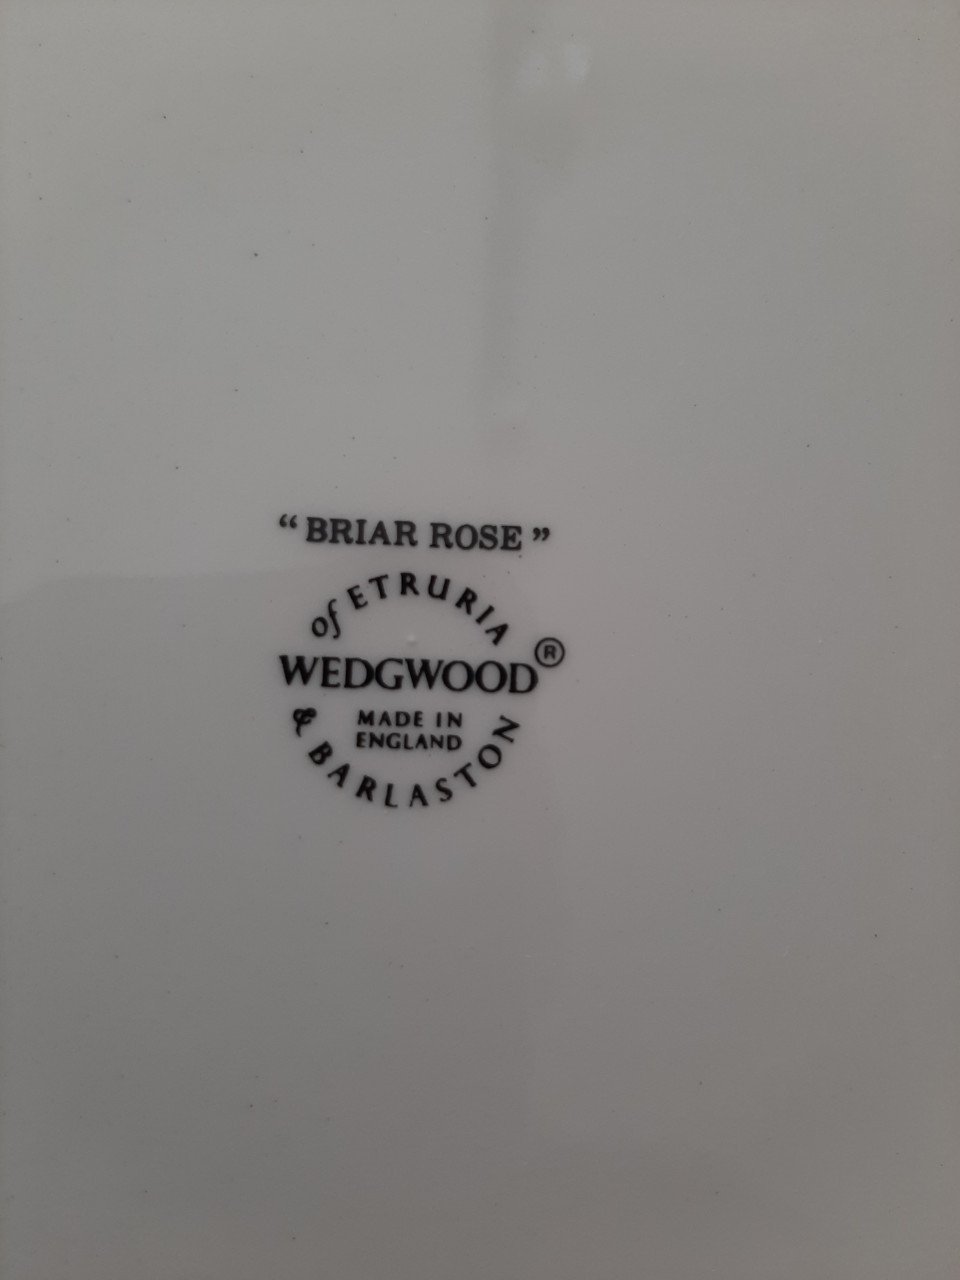 “BRIAR ROSE”
of ETRURIA
WEDGWOOD®
MADE IN
ENGLAND
& BARLASTON